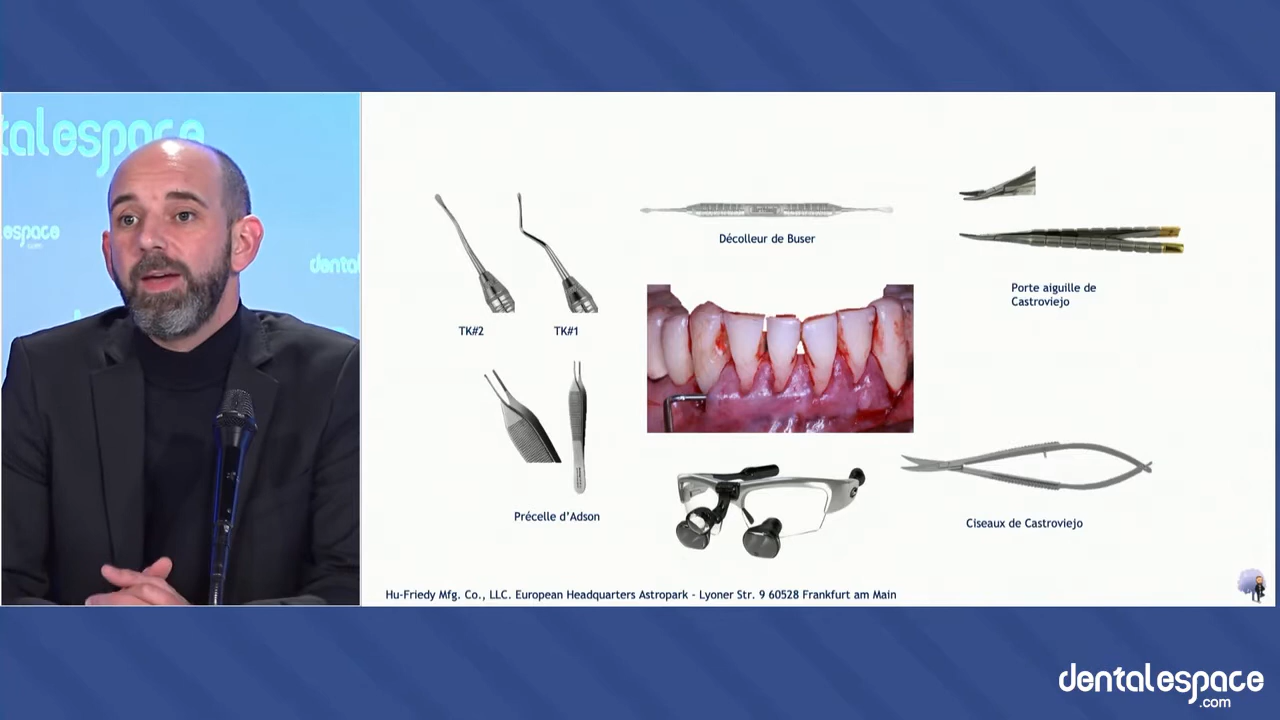 talespace
espace
.com
dental
Décolleur de Buser
Porte aiguille de
Castroviejo
TK#2
TK#1
Précelle d'Adson
Ciseaux de Castroviejo
Hu-Friedy Mfg. Co., LLC. European Headquarters Astropark - Lyoner Str. 9 60528 Frankfurt am Main
dentalespace
.com